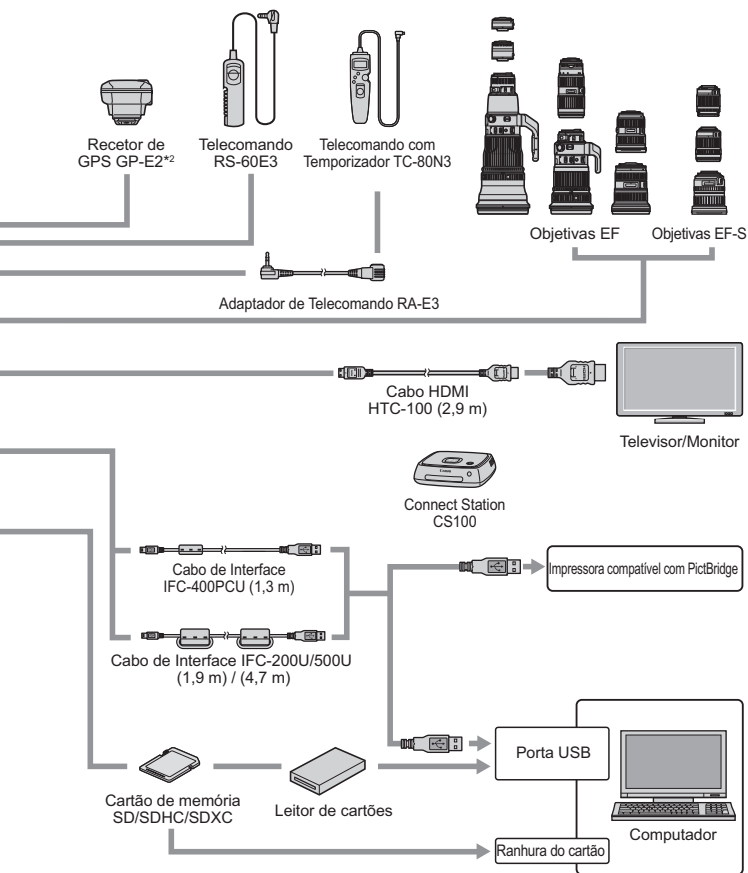 Recetor de
GPS GP-E2*2
Telecomando
RS-60E3
Telecomando com
Temporizador TC-80N3
Objetivas EF
Objetivas EF-S
Adaptador de Telecomando RA-E3
Cabo HDMI
HTC-100 (2,9 m)
Televisor/Monitor
Canon
Connect Station
CS100
Cabo de Interface
IFC-400PCU (1,3 m)
Impressora compatível com PictBridge
Cabo de Interface IFC-200U/500U
(1,9 m) / (4,7 m)
Porta USB
Cartão de memória
SD/SDHC/SDXC
Leitor de cartões
Computador
Ranhura do cartão